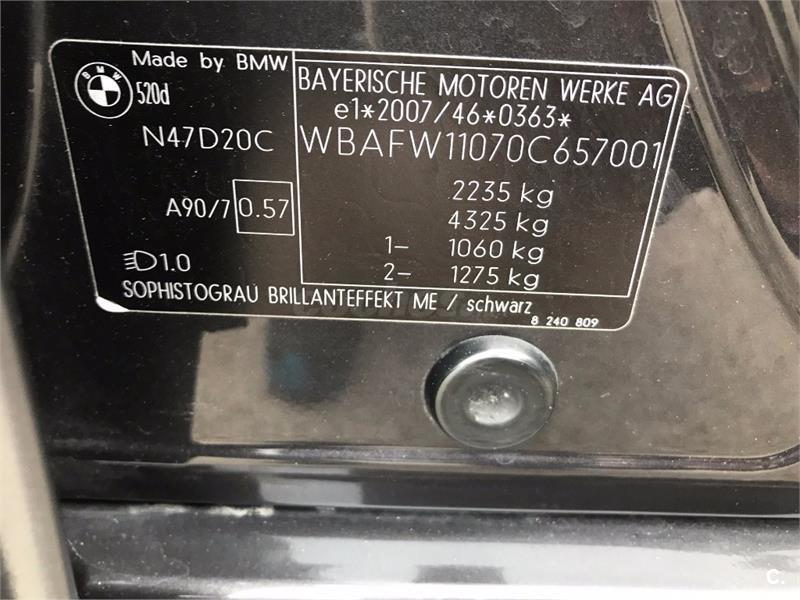 Made by BMW
BMW
520d
N47D20C
A90/7 0.57
1.0
BAYERISCHE MOTOREN WERKE AG
e1*2007/46*0363*
WBAFW11070C657001
2235 kg
4325 kg
1- 1060 kg
2- 1275 kg
SOPHISTOGRAU BRILLANTEFFEKT ME / schwarz
8 240 809
C.